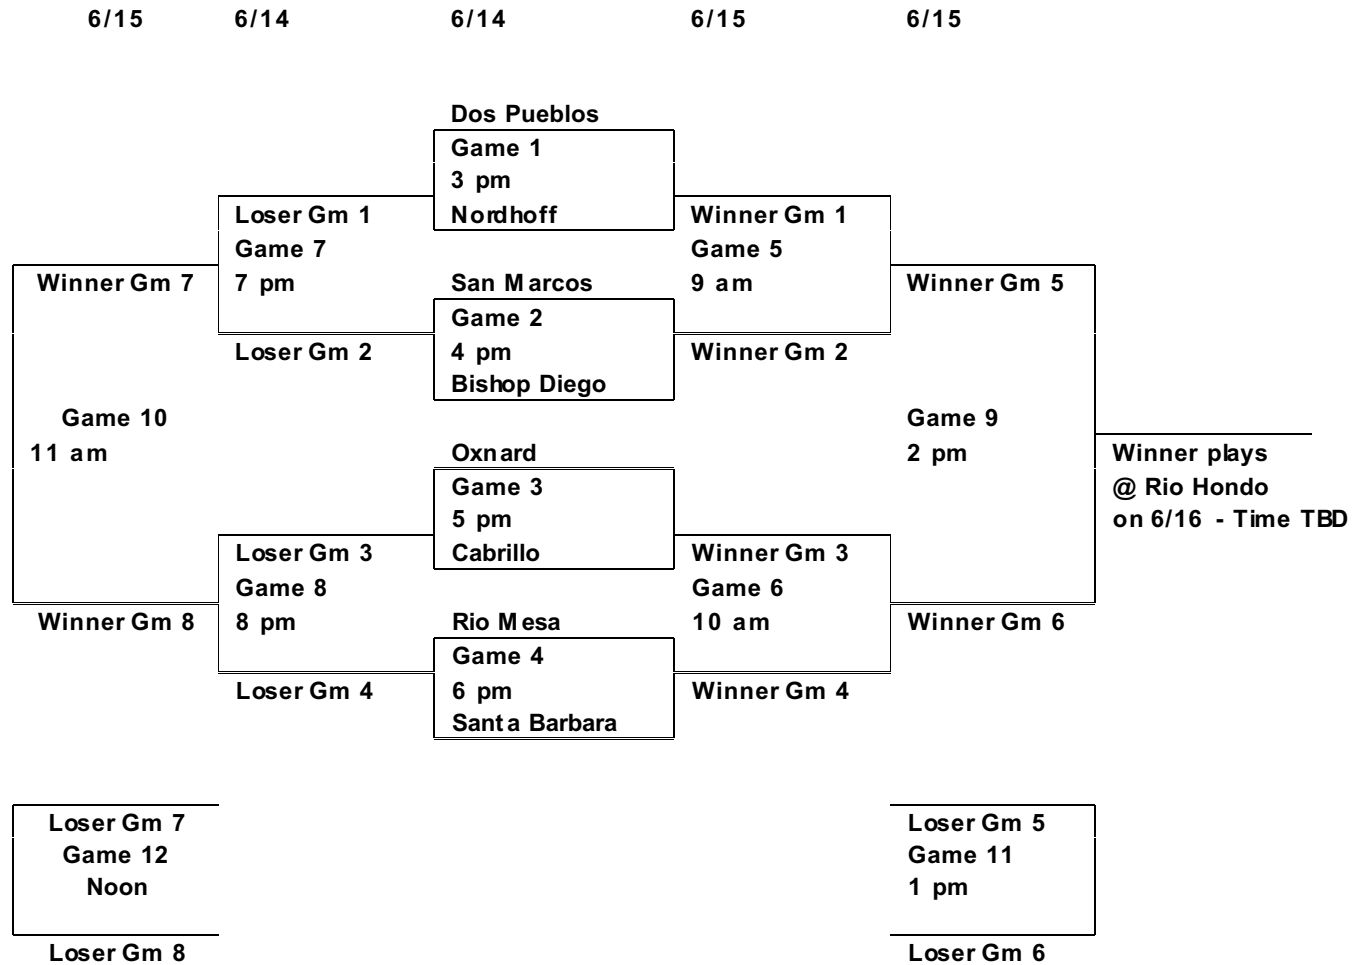 6/15 6/14 6/14 6/15 6/15
Dos Pueblos
Game 1
3 pm
Loser Gm 1 Nordhoff Winner Gm 1
Game 7 Game 5
Winner Gm 7 7 pm San Marcos 9 am Winner Gm 5
Game 2
Loser Gm 2 4 pm Winner Gm 2
Bishop Diego
Game 10 Game 9
11 am Oxnard 2 pm Winner plays
Game 3 @ Rio Hondo
5 pm on 6/16 - Time TBD
Loser Gm 3 Cabrillo Winner Gm 3
Game 8 Game 6
Winner Gm 8 8 pm Rio Mesa 10 am Winner Gm 6
Game 4
Loser Gm 4 6 pm Winner Gm 4
Santa Barbara
Loser Gm 7 Loser Gm 5
Game 12 Game 11
Noon 1 pm
Loser Gm 8 Loser Gm 6